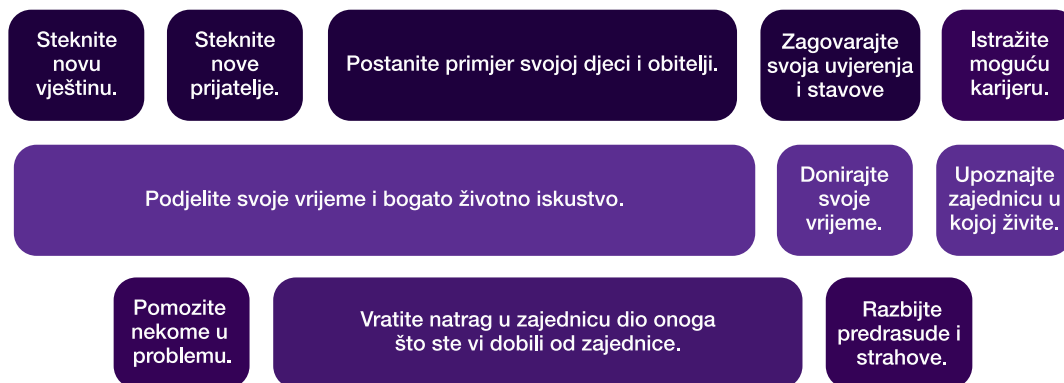 Steknite
novu
vještinu.
Steknite
nove
prijatelje.
Postanite primjer svojoj djeci i obitelji.
Zagovarajte
svoja uvjerenja
i stavove
Istražite
moguću
karijeru.
Podjelite svoje vrijeme i bogato životno iskustvo.
Donirajte
svoje
vrijeme.
Upoznajte
zajednicu u
kojoj živite.
Pomozite
nekome u
problemu.
Vratite natrag u zajednicu dio onoga
što ste vi dobili od zajednice.
Razbijte
predrasude i
strahove.